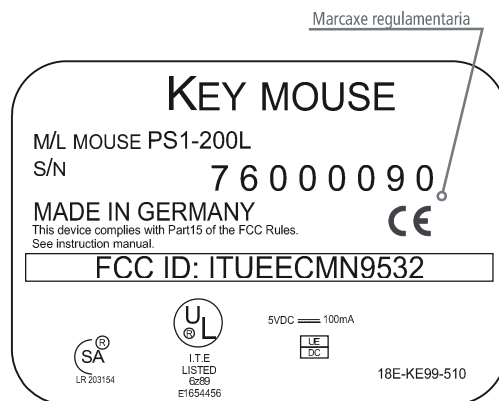 Marcaxe regulamentaria
KEY MOUSE
M/L MOUSE PS1-200L
S/N
76000090
MADE IN GERMANY
CE
This device complies with Part15 of the FCC Rules.
See instruction manual.
FCC ID: ITUEECMN9532
SA ®
LR 203154
UL ®
I.T.E
LISTED
6z89
E1654456
5VDC 100mA
UE
DC
18E-KE99-510